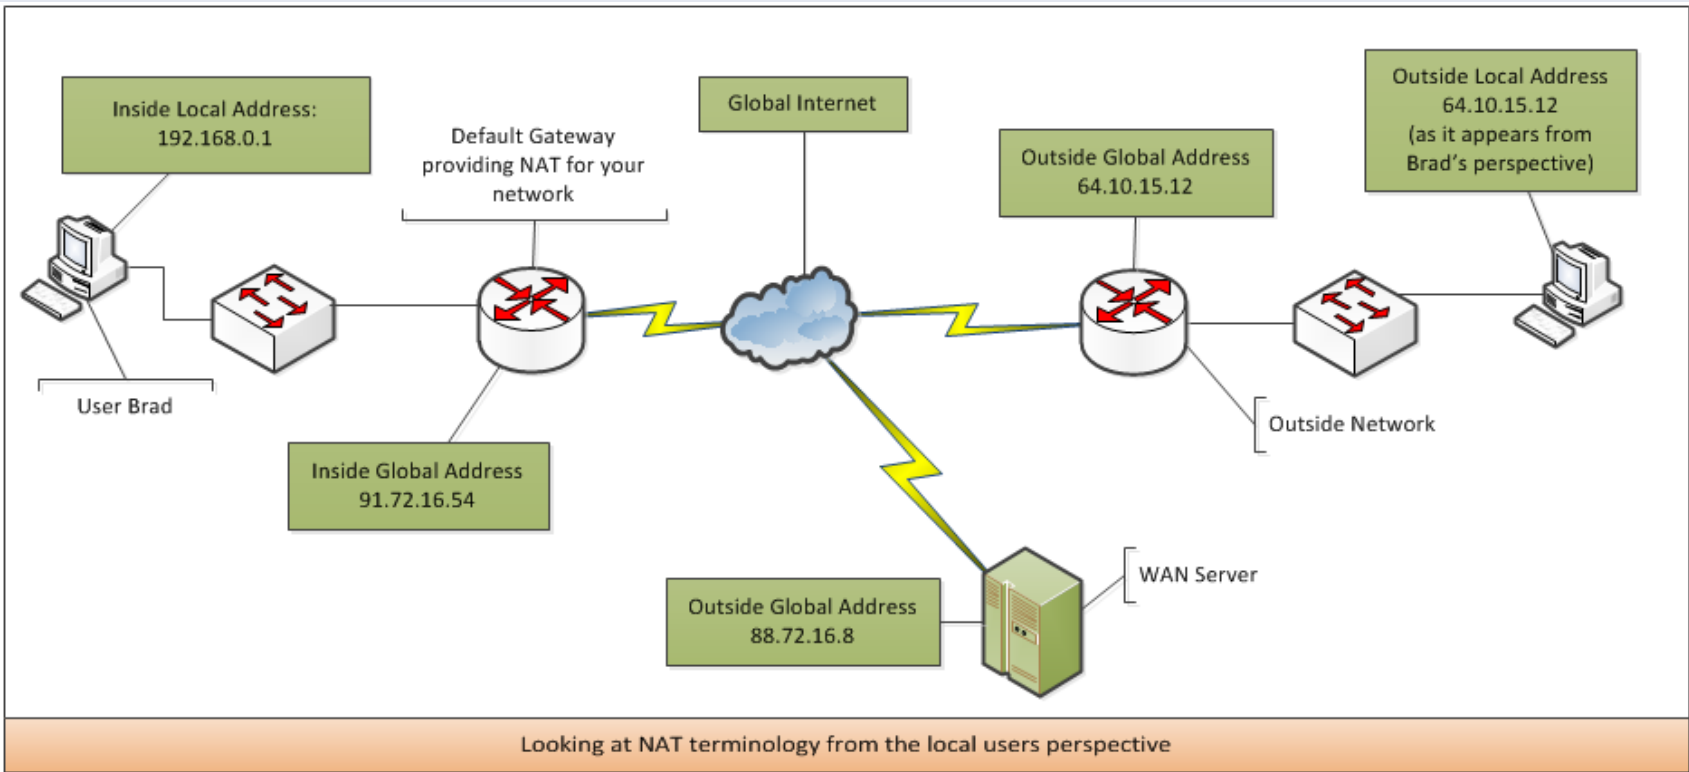 Inside Local Address:
192.168.0.1
Default Gateway
providing NAT for your
network
Global Internet
Outside Global Address
64.10.15.12
Outside Local Address
64.10.15.12
(as it appears from
Brad's perspective)
User Brad
Inside Global Address
91.72.16.54
Outside Network
Outside Global Address
88.72.16.8
WAN Server
Looking at NAT terminology from the local users perspective